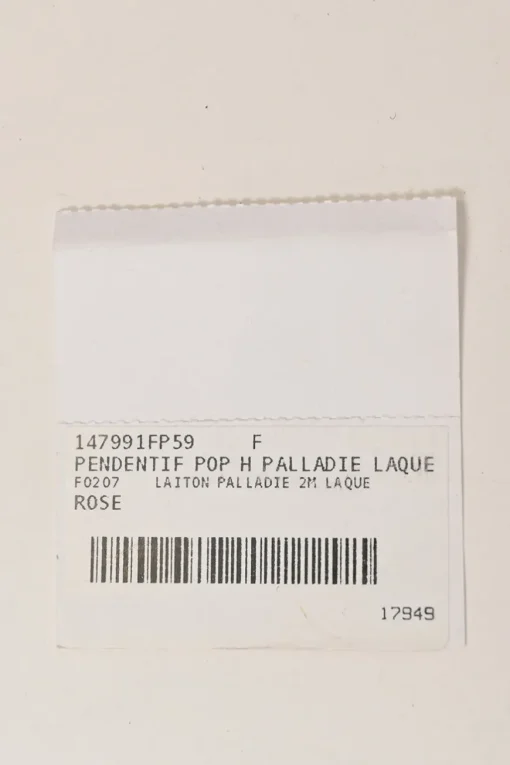 147991FP59 F
PENDENTIF POP H PALLADIE LAQUE
F0207 LAITON PALLADIE 2M LAQUE
ROSE
17949